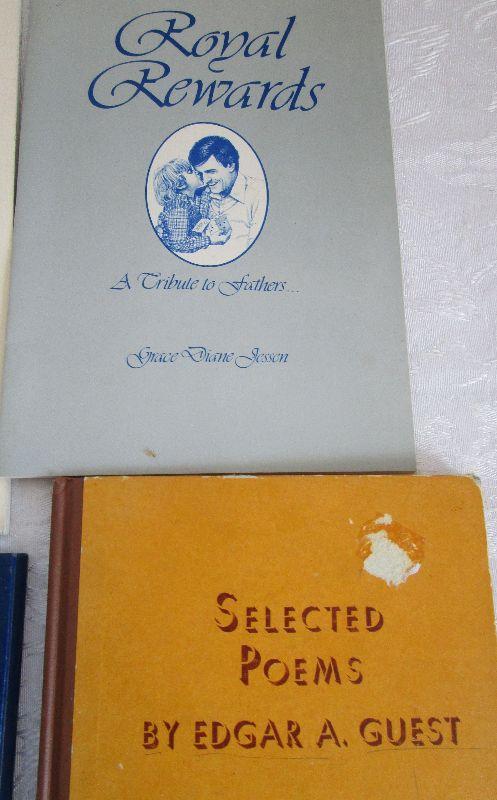 Royal
Rewards
A Tribute to Fathers...
Grace Diane Jessen
SELECTED
POEMS
BY EDGAR A. GUEST